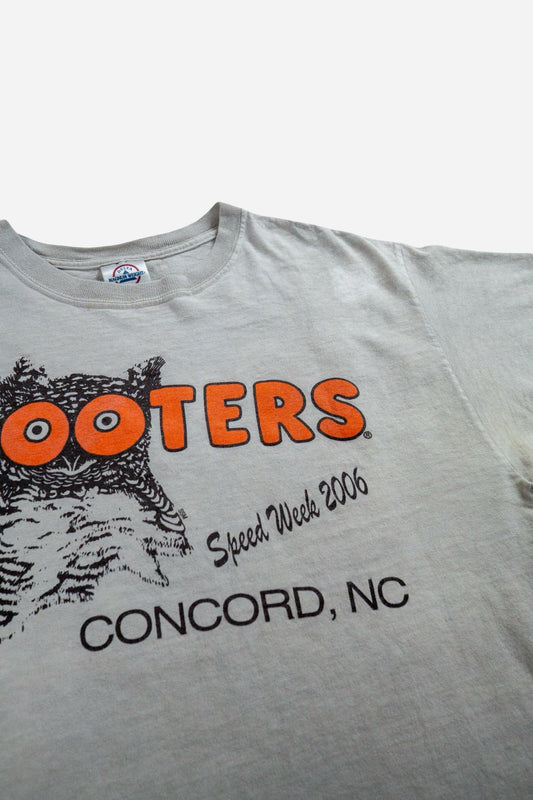 OOTERS®
Speed Week 2006
CONCORD, NC